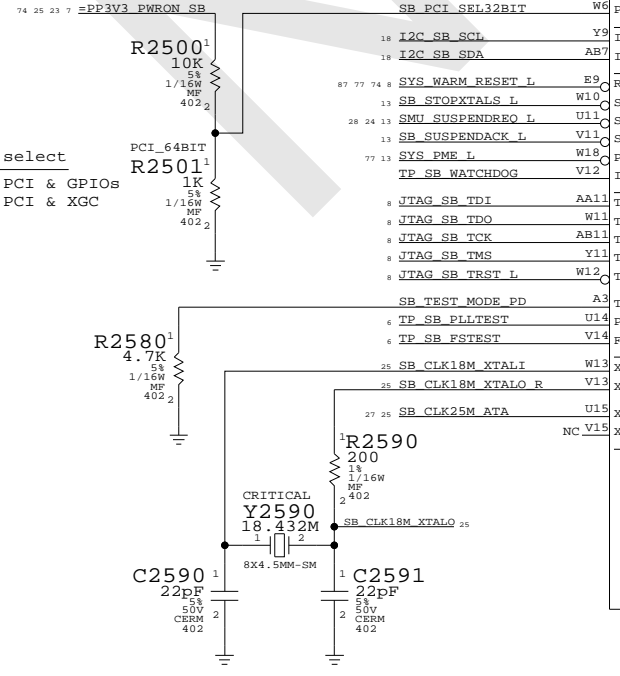 74 25 23 7 =PP3V3_PWRON_SB
SB_PCI_SEL32BIT W6 P
18 I2C_SB_SCL Y9 I
18 I2C_SB_SDA AB7 I
R2500 1
10K
5%
1/16W
MF
402 2
87 77 74 8 SYS_WARM_RESET_L E9 R
13 SB_STOPXTALS_L W10 S
28 24 13 SMU_SUSPENDREQ_L U11 S
13 SB_SUSPENDACK_L V11 S
77 13 SYS_PME_L W18 P
TP_SB_WATCHDOG V12 I
select
PCI & GPIOs
PCI & XGC
PCI_64BIT
R2501 1
1K
5%
1/16W
MF
402 2
8 JTAG_SB_TDI AA11 T
8 JTAG_SB_TDO W11 T
8 JTAG_SB_TCK AB11 T
8 JTAG_SB_TMS Y11 T
8 JTAG_SB_TRST_L W12 T
SB_TEST_MODE_PD A3 T
6 TP_SB_PLLTEST U14 P
6 TP_SB_FSTEST V14 F
R2580 1
4.7K
5%
1/16W
MF
402 2
25 SB_CLK18M_XTALI W13 X
25 SB_CLK18M_XTALO_R V13 X
27 25 SB_CLK25M_ATA U15 X
NC V15 X
1 R2590
200
1%
1/16W
MF
2 402
CRITICAL
Y2590
18.432M
1 2
8X4.5MM-SM
SB_CLK18M_XTALO 25
C2590 1
22pF
5%
50V 2
CERM
402
1 C2591
22pF
5%
2 50V
CERM
402